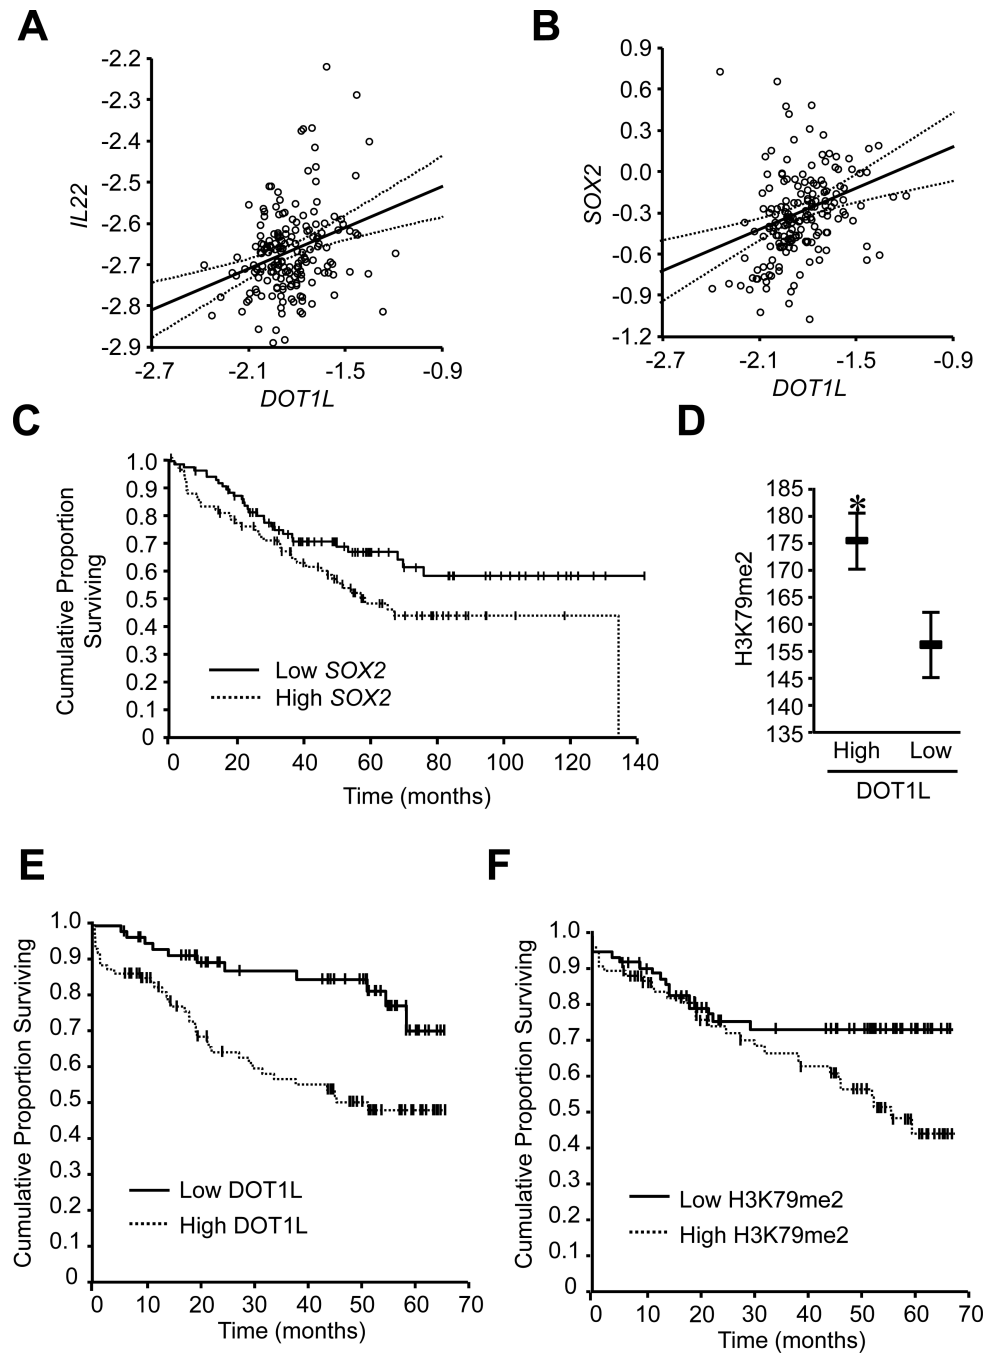 A
-2.2
-2.3
-2.4
-2.5
-2.6
-2.7
-2.8
-2.9
IL22
-2.7 -2.1 -1.5 -0.9
DOT1L
B
0.9
0.6
0.3
0.0
-0.3
-0.6
-0.9
-1.2
SOX2
-2.7 -2.1 -1.5 -0.9
DOT1L
C
1.0
0.9
0.8
0.7
0.6
0.5
0.4
0.3
0.2
0.1
0
Cumulative Proportion
Surviving
Low SOX2
High SOX2
0 20 40 60 80 100 120 140
Time (months)
D
185
180
175
170
165
160
155
145
140
135
H3K79me2
*
High Low
DOT1L
E
1.0
0.9
0.8
0.7
0.6
0.5
0.4
0.3
0.2
0.1
0
Cumulative Proportion Surviving
Low DOT1L
High DOT1L
0 10 20 30 40 50 60 70
Time (months)
F
1.0
0.9
0.8
0.7
0.6
0.5
0.4
0.3
0.2
0.1
0
Cumulative Proportion Surviving
Low H3K79me2
High H3K79me2
0 10 20 30 40 50 60 70
Time (months)